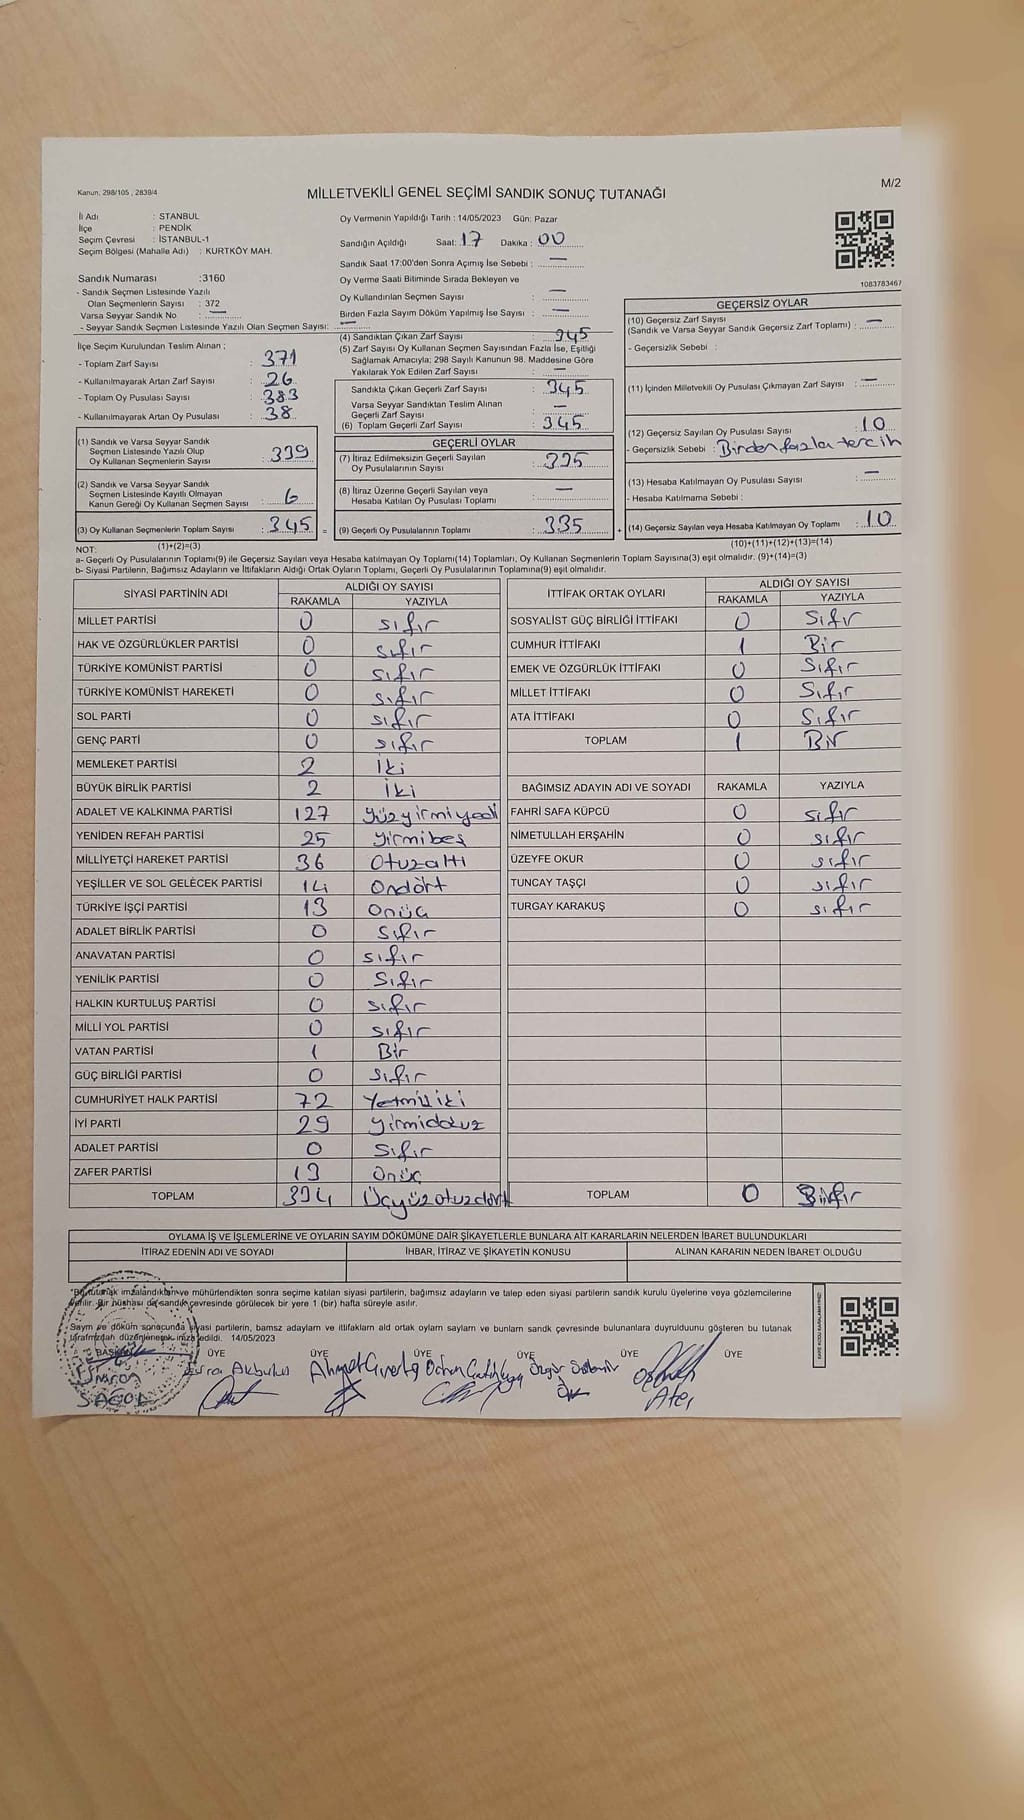 Kanun, 298/105 , 2839/4
MİLLETVEKİLİ GENEL SEÇİMİ SANDIK SONUÇ TUTANAĞI
M/2
İl Adı : STANBUL
İlçe : PENDİK
Seçim Çevresi : İSTANBUL-1
Seçim Bölgesi (Mahalle Adı) : KURTKÖY MAH.
Sandık Numarası :3160
- Sandık Seçmen Listesinde Yazılı
Olan Seçmenlerin Sayısı : 372
Varsa Seyyar Sandık No : —
- Seyyar Sandık Seçmen Listesinde Yazılı Olan Seçmen Sayısı: —
Oy Vermenin Yapıldığı Tarih : 14/05/2023 Gün: Pazar
Sandığın Açıldığı Saat: 17 Dakika : 00
Sandık Saat 17:00'den Sonra Açımış İse Sebebi : —
Oy Verme Saati Bitiminde Sırada Bekleyen ve
Oy Kullandırılan Seçmen Sayısı : —
Birden Fazla Sayım Döküm Yapılmış İse Sayısı : —
1083783467
İlçe Seçim Kurulundan Teslim Alınan ;
- Toplam Zarf Sayısı : 371
- Kullanılmayarak Artan Zarf Sayısı : 26
- Toplam Oy Pusulası Sayısı : 383
- Kullanılmayarak Artan Oy Pusulası : 38
(1) Sandık ve Varsa Seyyar Sandık
Seçmen Listesinde Yazılı Olup
Oy Kullanan Seçmenlerin Sayısı : 339
(2) Sandık ve Varsa Seyyar Sandık
Seçmen Listesinde Kayıtlı Olmayan
Kanun Gereği Oy Kullanan Seçmen Sayısı : 6
(3) Oy Kullanan Seçmenlerin Toplam Sayısı : 345 =
(1)+(2)=(3)
(4) Sandıktan Çıkan Zarf Sayısı : 345
(5) Zarf Sayısı Oy Kullanan Seçmen Sayısından Fazla İse, Eşitliği
Sağlamak Amacıyla; 298 Sayılı Kanunun 98. Maddesine Göre
Yakılarak Yok Edilen Zarf Sayısı : —
Sandıkta Çıkan Geçerli Zarf Sayısı : 345
Varsa Seyyar Sandıktan Teslim Alınan
Geçerli Zarf Sayısı : —
(6) Toplam Geçerli Zarf Sayısı : 345
GEÇERLİ OYLAR
(7) İtiraz Edilmeksizin Geçerli Sayılan
Oy Pusulalarının Sayısı : 335
(8) İtiraz Üzerine Geçerli Sayılan veya
Hesaba Katılan Oy Pusulası Toplamı : —
(9) Geçerli Oy Pusulalarının Toplamı : 335 +
GEÇERSİZ OYLAR
(10) Geçersiz Zarf Sayısı
(Sandık ve Varsa Seyyar Sandık Geçersiz Zarf Toplamı) : —
- Geçersizlik Sebebi :
(11) İçinden Milletvekili Oy Pusulası Çıkmayan Zarf Sayısı : —
(12) Geçersiz Sayılan Oy Pusulası Sayısı : 10
- Geçersizlik Sebebi : Birden fazla tercih
(13) Hesaba Katılmayan Oy Pusulası Sayısı : —
- Hesaba Katılmama Sebebi :
(14) Geçersiz Sayılan veya Hesaba Katılmayan Oy Toplamı : 10
(10)+(11)+(12)+(13)=(14)
NOT:
a- Geçerli Oy Pusulalarının Toplamı(9) ile Geçersiz Sayılan veya Hesaba katılmayan Oy Toplamı(14) Toplamları, Oy Kullanan Seçmenlerin Toplam Sayısına(3) eşit olmalıdır. (9)+(14)=(3)
b- Siyasi Partilerin, Bağımsız Adayların ve İttifakların Aldığı Ortak Oyların Toplamı, Geçerli Oy Pusulalarının Toplamına(9) eşit olmalıdır.
SİYASİ PARTİNİN ADI ALDIĞI OY SAYISI
RAKAMLA YAZIYLA
MİLLET PARTİSİ 0 sıfır
HAK VE ÖZGÜRLÜKLER PARTİSİ 0 sıfır
TÜRKİYE KOMÜNİST PARTİSİ 0 sıfır
TÜRKİYE KOMÜNİST HAREKETİ 0 sıfır
SOL PARTİ 0 sıfır
GENÇ PARTİ 0 sıfır
MEMLEKET PARTİSİ 2 İki
BÜYÜK BİRLİK PARTİSİ 2 İki
ADALET VE KALKINMA PARTİSİ 127 yüzyirmiyedi
YENİDEN REFAH PARTİSİ 25 yirmibeş
MİLLİYETÇİ HAREKET PARTİSİ 36 Otuzaltı
YEŞİLLER VE SOL GELECEK PARTİSİ 14 Ondört
TÜRKİYE İŞÇİ PARTİSİ 13 Onüç
ADALET BİRLİK PARTİSİ 0 Sıfır
ANAVATAN PARTİSİ 0 sıfır
YENİLİK PARTİSİ 0 Sıfır
HALKIN KURTULUŞ PARTİSİ 0 sıfır
MİLLİ YOL PARTİSİ 0 sıfır
VATAN PARTİSİ 1 Bir
GÜÇ BİRLİĞİ PARTİSİ 0 sıfır
CUMHURİYET HALK PARTİSİ 72 Yetmişiki
İYİ PARTİ 29 yirmidokuz
ADALET PARTİSİ 0 Sıfır
ZAFER PARTİSİ 13 Onüç
TOPLAM 334 Üçyüzotuzdört
İTTİFAK ORTAK OYLARI ALDIĞI OY SAYISI
RAKAMLA YAZIYLA
SOSYALİST GÜÇ BİRLİĞİ İTTİFAKI 0 Sıfır
CUMHUR İTTİFAKI 1 Bir
EMEK VE ÖZGÜRLÜK İTTİFAKI 0 Sıfır
MİLLET İTTİFAKI 0 Sıfır
ATA İTTİFAKI 0 Sıfır
TOPLAM 1 Bir
BAĞIMSIZ ADAYIN ADI VE SOYADI RAKAMLA YAZIYLA
FAHRİ SAFA KÜPCÜ 0 sıfır
NİMETULLAH ERŞAHİN 0 sıfır
ÜZEYFE OKUR 0 sıfır
TUNCAY TAŞÇI 0 sıfır
TURGAY KARAKUŞ 0 sıfır
TOPLAM 0
OYLAMA İŞ VE İŞLEMLERİNE VE OYLARIN SAYIM DÖKÜMÜNE DAİR ŞİKAYETLERLE BUNLARA AİT KARARLARIN NELERDEN İBARET BULUNDUKLARI
İTİRAZ EDENİN ADI VE SOYADI İHBAR, İTİRAZ VE ŞİKAYETİN KONUSU ALINAN KARARIN NEDEN İBARET OLDUĞU
imzalandıktan ve mühürlendikten sonra seçime katılan siyasi partilerin, bağımsız adayların ve talep eden siyasi partilerin sandık kurulu üyelerine veya gözlemcilerine
verilir. Bir nüshası da sandık çevresinde görülecek bir yere 1 (bir) hafta süreyle asılır.
Sayım ve döküm sonucunda siyasi partilerin, bamsz adaylarn ve ittifakların ald ortak oylarn saylarn ve bunların sandk çevresinde bulunanlara duyrulduunu gösteren bu tutanak
tarafmzdan düzenlenerek imza edildi. 14/05/2023
BAŞKAN ÜYE ÜYE ÜYE ÜYE ÜYE ÜYE
Akbulus Ahmet